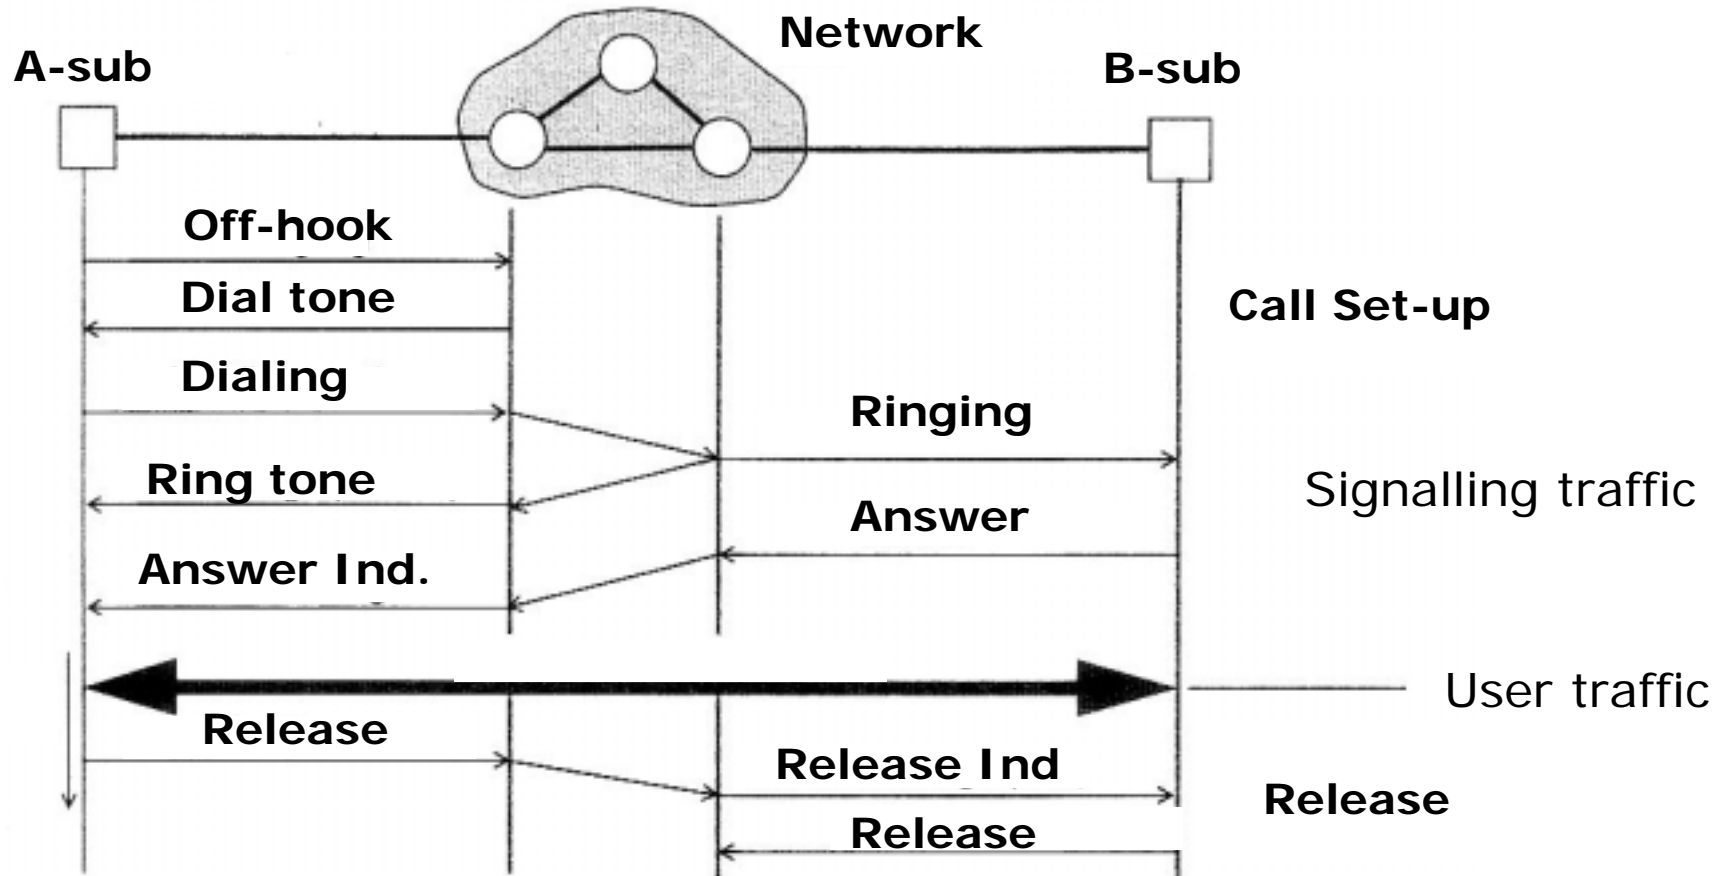 Network
A-sub
B-sub
Off-hook
Dial tone
Call Set-up
Dialing
Ringing
Ring tone
Signalling traffic
Answer
Answer Ind.
User traffic
Release
Release Ind
Release
Release